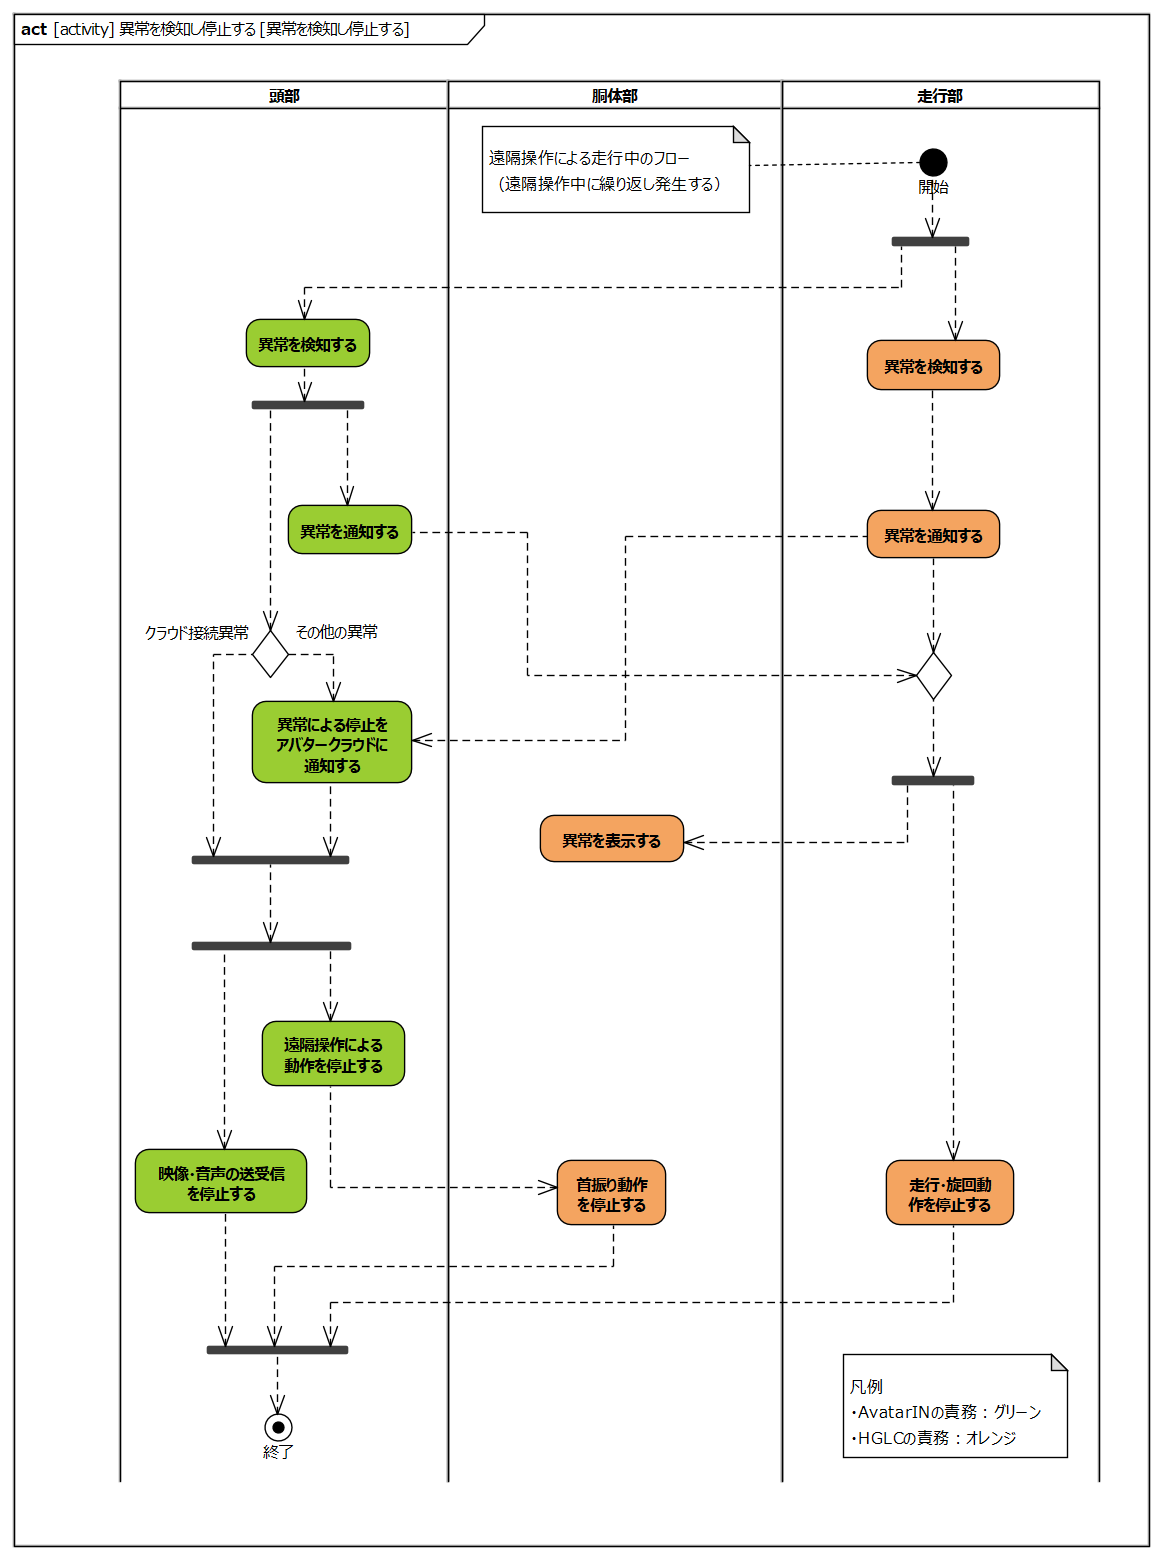 act [activity] 異常を検知し停止する [異常を検知し停止する]
頭部
胴体部
走行部
遠隔操作による走行中のフロー
（遠隔操作中に繰り返し発生する）
開始
異常を検知する
異常を検知する
異常を通知する
異常を通知する
クラウド接続異常
その他の異常
異常による停止を
アバタークラウドに
通知する
異常を表示する
遠隔操作による
動作を停止する
映像・音声の送受信
を停止する
首振り動作
を停止する
走行・旋回動
作を停止する
凡例
・AvatarINの責務：グリーン
・HGLCの責務：オレンジ
終了